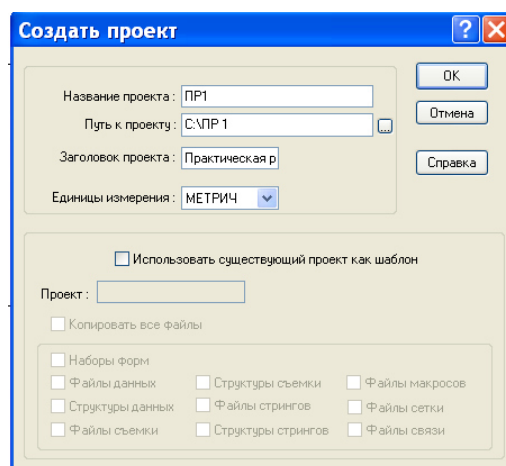 Создать проект
OK
Название проекта : ПР1
Отмена
Путь к проекту : C:\ПР 1
...
Заголовок проекта : Практическая р
Справка
Единицы измерения : МЕТРИЧ
Использовать существующий проект как шаблон
Проект :
Копировать все файлы
Наборы форм
Файлы данных Структуры съемки Файлы макросов
Структуры данных Файлы стрингов Файлы сетки
Файлы съемки Структуры стрингов Файлы связи